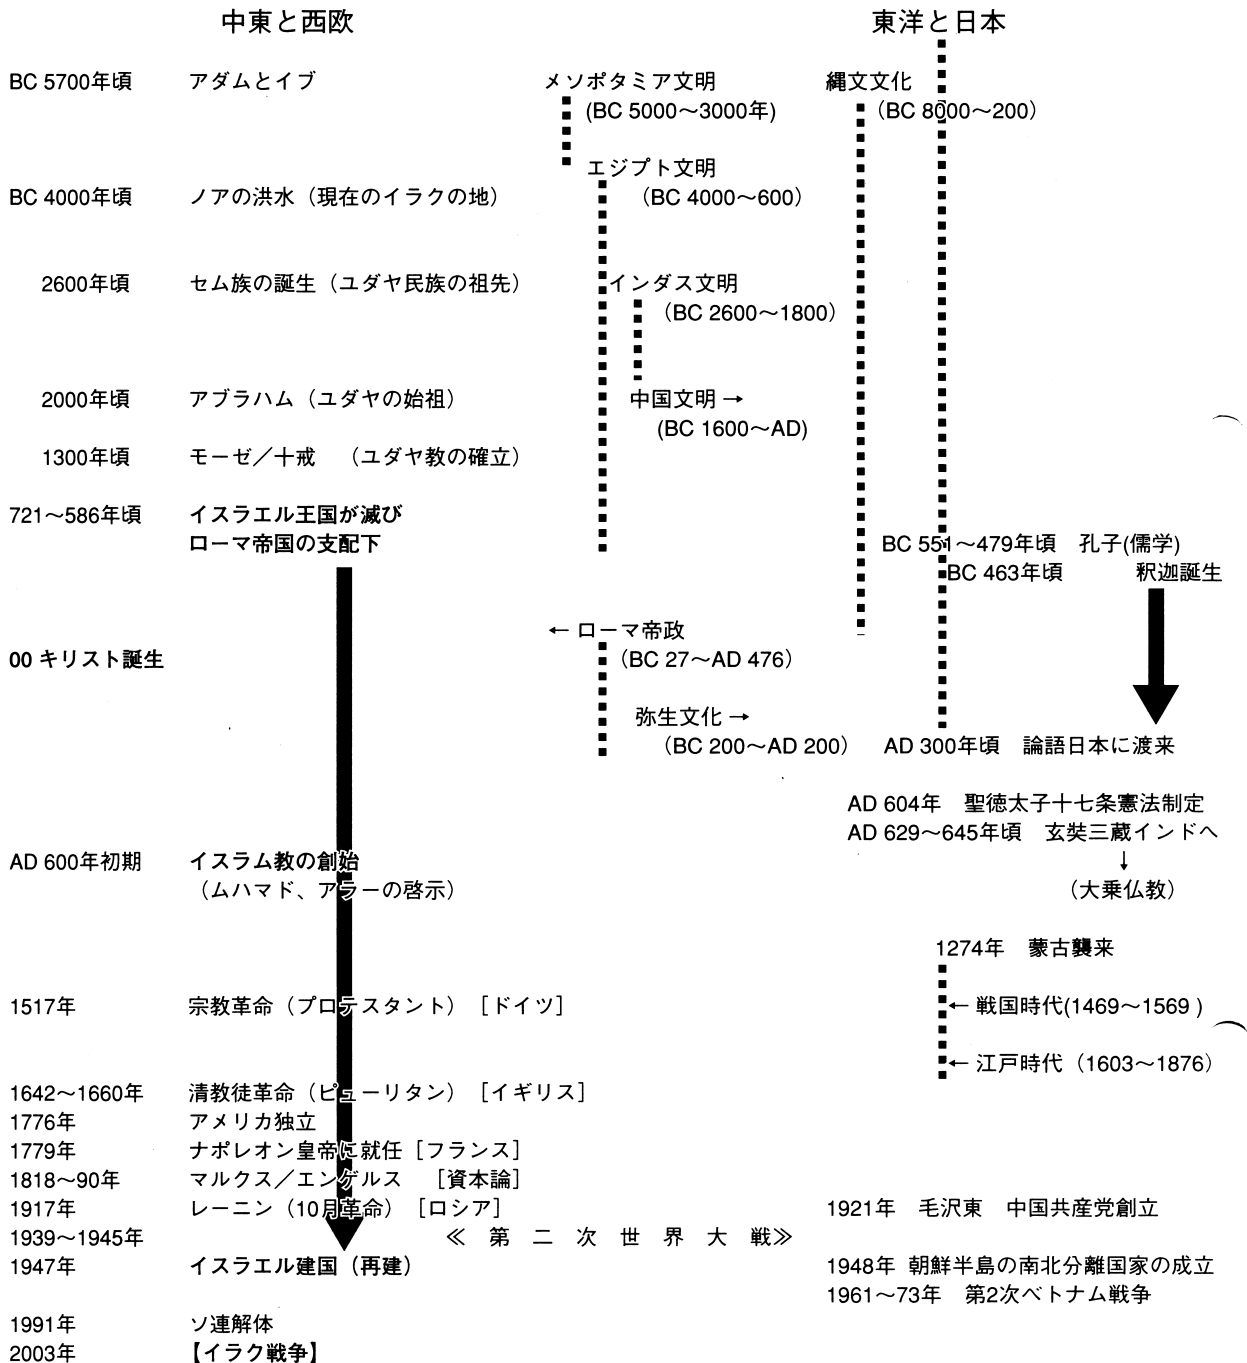 中東と西欧
東洋と日本
BC 5700年頃 アダムとイブ メソポタミア文明 縄文文化
(BC 5000〜3000年) （BC 8000〜200）
エジプト文明
BC 4000年頃 ノアの洪水（現在のイラクの地） （BC 4000〜600）
2600年頃 セム族の誕生（ユダヤ民族の祖先） インダス文明
（BC 2600〜1800）
2000年頃 アブラハム（ユダヤの始祖） 中国文明→
(BC 1600〜AD)
1300年頃 モーゼ／十戒 （ユダヤ教の確立）
721〜586年頃 イスラエル王国が滅び
ローマ帝国の支配下 BC 551〜479年頃 孔子(儒学)
BC 463年頃 釈迦誕生
← ローマ帝政
00 キリスト誕生 （BC 27〜AD 476）
弥生文化→
（BC 200〜AD 200） AD 300年頃 論語日本に渡来
AD 604年 聖徳太子十七条憲法制定
AD 629〜645年頃 玄奘三蔵インドへ
AD 600年初期 イスラム教の創始 ↓
（ムハマド、アラーの啓示） （大乗仏教）
1274年 蒙古襲来
1517年 宗教革命（プロテスタント）［ドイツ］ ← 戦国時代(1469〜1569 )
← 江戸時代（1603〜1876）
1642〜1660年 清教徒革命（ピューリタン）［イギリス］
1776年 アメリカ独立
1779年 ナポレオン皇帝に就任［フランス］
1818〜90年 マルクス／エンゲルス ［資本論］
1917年 レーニン（10月革命）［ロシア］ 1921年 毛沢東 中国共産党創立
1939〜1945年 ≪ 第 二 次 世 界 大 戦≫
1947年 イスラエル建国（再建） 1948年 朝鮮半島の南北分離国家の成立
1961〜73年 第2次ベトナム戦争
1991年 ソ連解体
2003年 【イラク戦争】